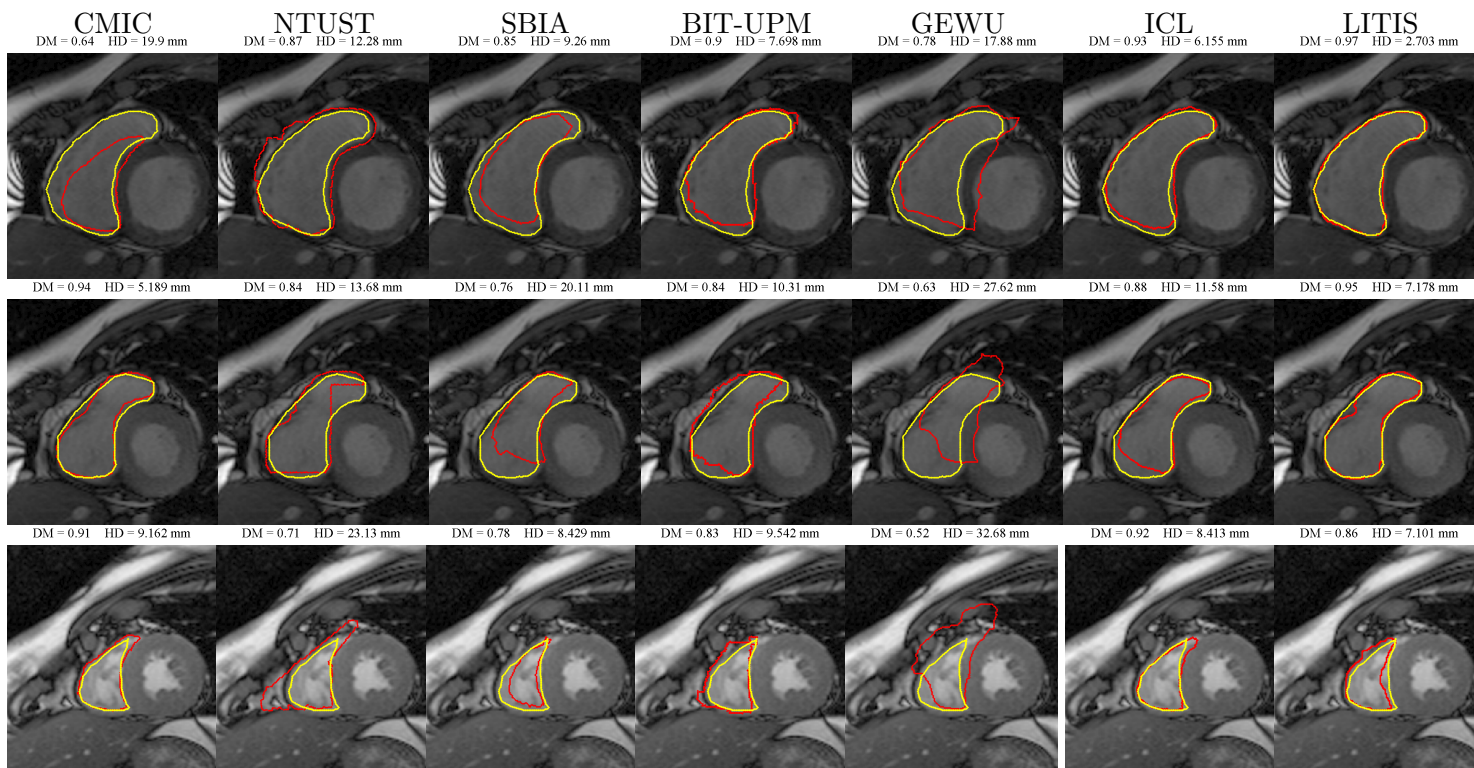 CMIC NTUST SBIA BIT-UPM GEWU ICL LITIS
DM = 0.64 HD = 19.9 mm DM = 0.87 HD = 12.28 mm DM = 0.85 HD = 9.26 mm DM = 0.9 HD = 7.698 mm DM = 0.78 HD = 17.88 mm DM = 0.93 HD = 6.155 mm DM = 0.97 HD = 2.703 mm
DM = 0.94 HD = 5.189 mm DM = 0.84 HD = 13.68 mm DM = 0.76 HD = 20.11 mm DM = 0.84 HD = 10.31 mm DM = 0.63 HD = 27.62 mm DM = 0.88 HD = 11.58 mm DM = 0.95 HD = 7.178 mm
DM = 0.91 HD = 9.162 mm DM = 0.71 HD = 23.13 mm DM = 0.78 HD = 8.429 mm DM = 0.83 HD = 9.542 mm DM = 0.52 HD = 32.68 mm DM = 0.92 HD = 8.413 mm DM = 0.86 HD = 7.101 mm